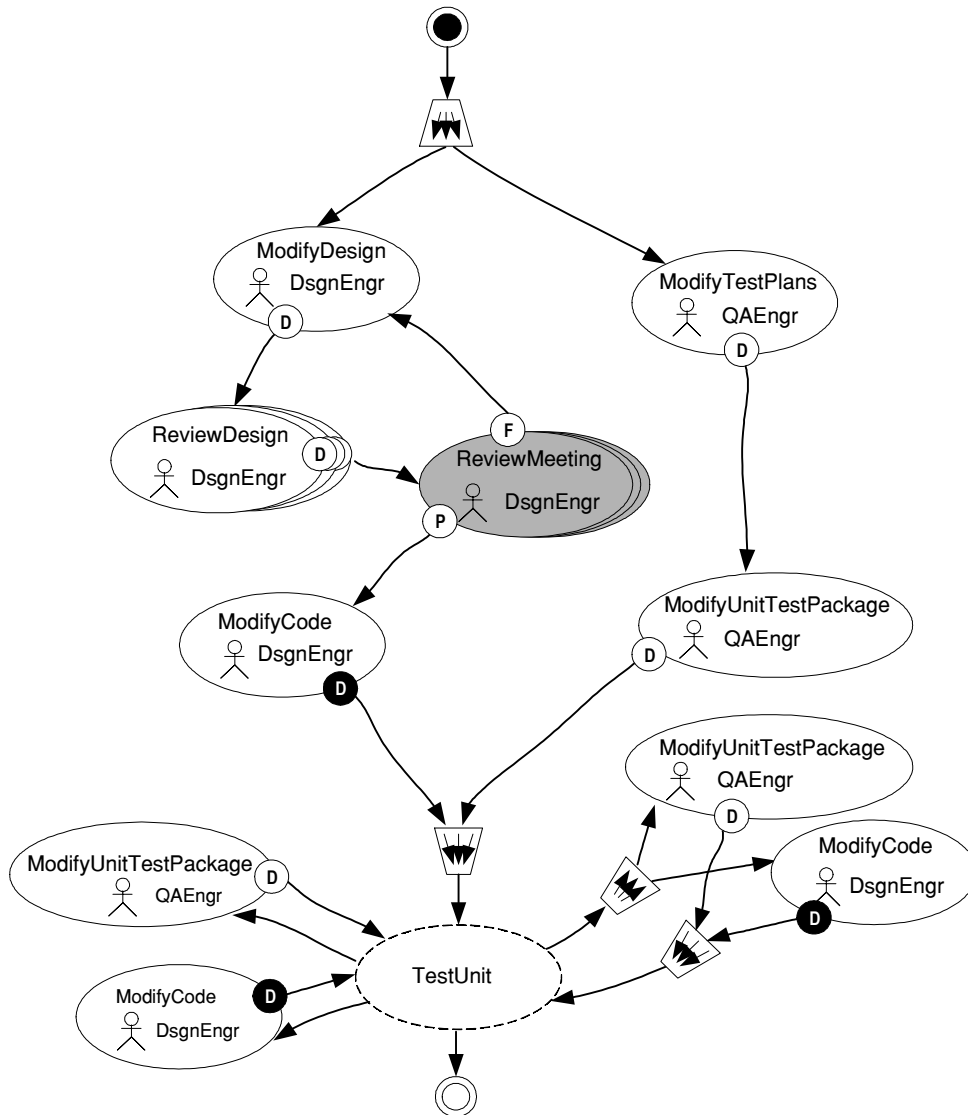 ModifyDesign
DsgnEngr
D
ModifyTestPlans
QAEngr
D
ReviewDesign
D
DsgnEngr
F
ReviewMeeting
DsgnEngr
P
ModifyCode
DsgnEngr
D
ModifyUnitTestPackage
QAEngr
D
ModifyUnitTestPackage
QAEngr
D
ModifyUnitTestPackage
D
QAEngr
ModifyCode
DsgnEngr
D
TestUnit
D
ModifyCode
DsgnEngr